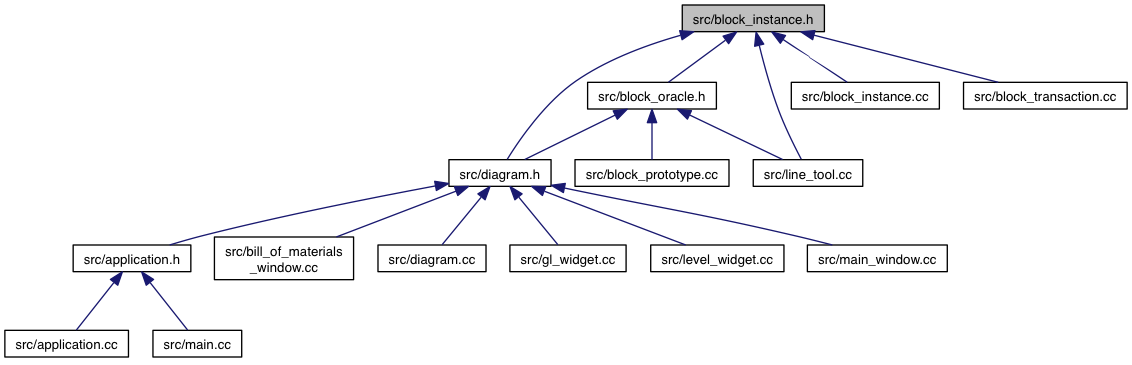 src/block_instance.h
src/block_oracle.h
src/block_instance.cc
src/block_transaction.cc
src/diagram.h
src/block_prototype.cc
src/line_tool.cc
src/application.h
src/bill_of_materials
_window.cc
src/diagram.cc
src/gl_widget.cc
src/level_widget.cc
src/main_window.cc
src/application.cc
src/main.cc